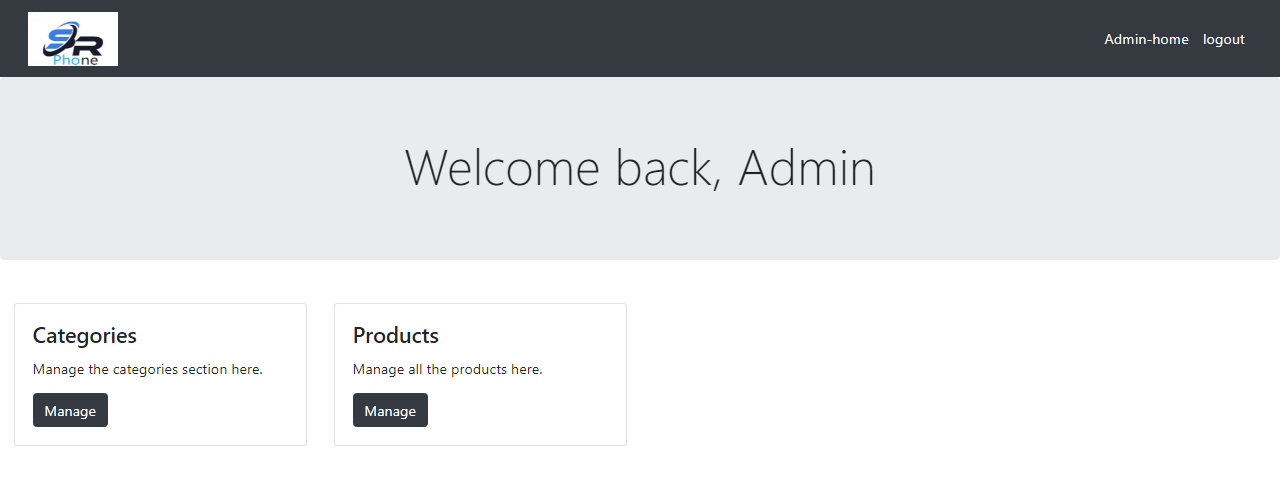 SR
Phone
Admin-home logout
Welcome back, Admin
Categories
Manage the categories section here.
Manage
Products
Manage all the products here.
Manage